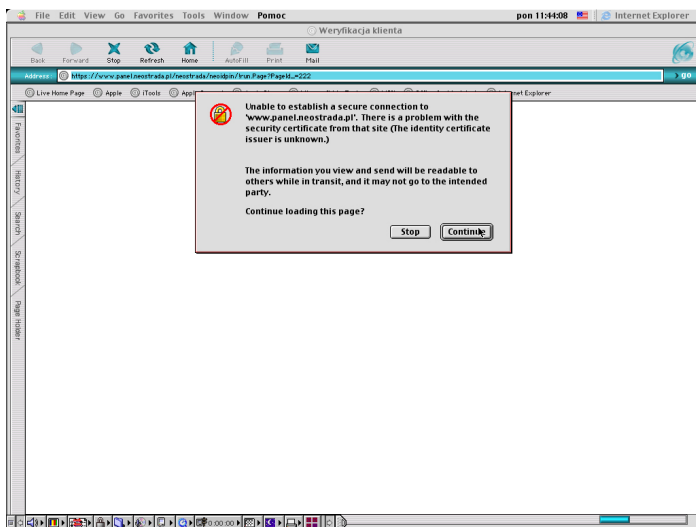 File Edit View Go Favorites Tools Window Pomoc pon 11:44:08 Internet Explorer
Weryfikacja klienta
Back Forward Stop Refresh Home AutoFill Print Mail
Address: https://www.panel.neostrada.pl/neostrada/neoidpin/!run.Page?PageId_=222 go
Live Home Page Apple iTools
Unable to establish a secure connection to
'www.panel.neostrada.pl'. There is a problem with the
security certificate from that site (The identity certificate
issuer is unknown.)
The information you view and send will be readable to
others while in transit, and it may not go to the intended
party.
Continue loading this page?
Stop Continue
Favorites
History
Search
Scrapbook
Page Holder
0:00:00